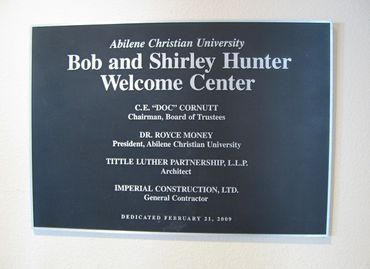 Abilene Christian University
Bob and Shirley Hunter
Welcome Center
C.E. "DOC" CORNUTT
Chairman, Board of Trustees
DR. ROYCE MONEY
President, Abilene Christian University
TITTLE LUTHER PARTNERSHIP, L.L.P.
Architect
IMPERIAL CONSTRUCTION, LTD.
General Contractor
DEDICATED FEBRUARY 21, 2009